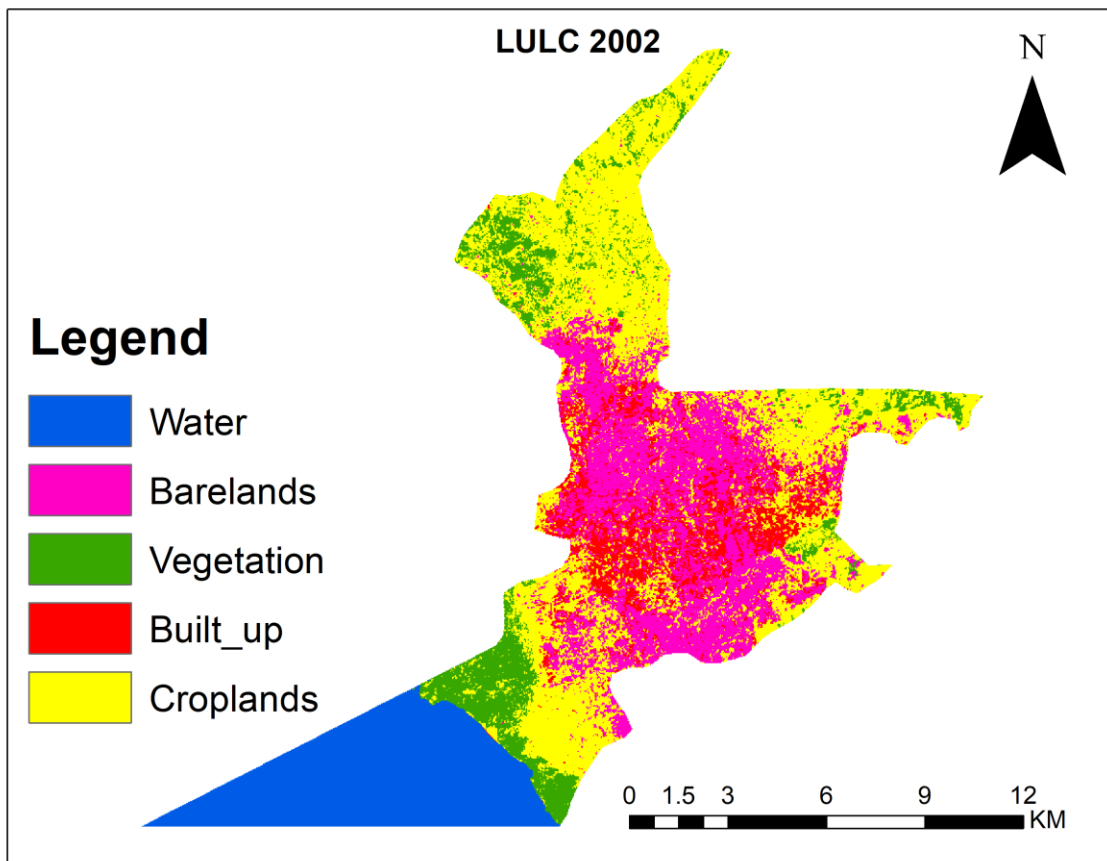 LULC 2002
N
Legend
Water
Barelands
Vegetation
Built_up
Croplands
0 1.5 3 6 9 12
KM